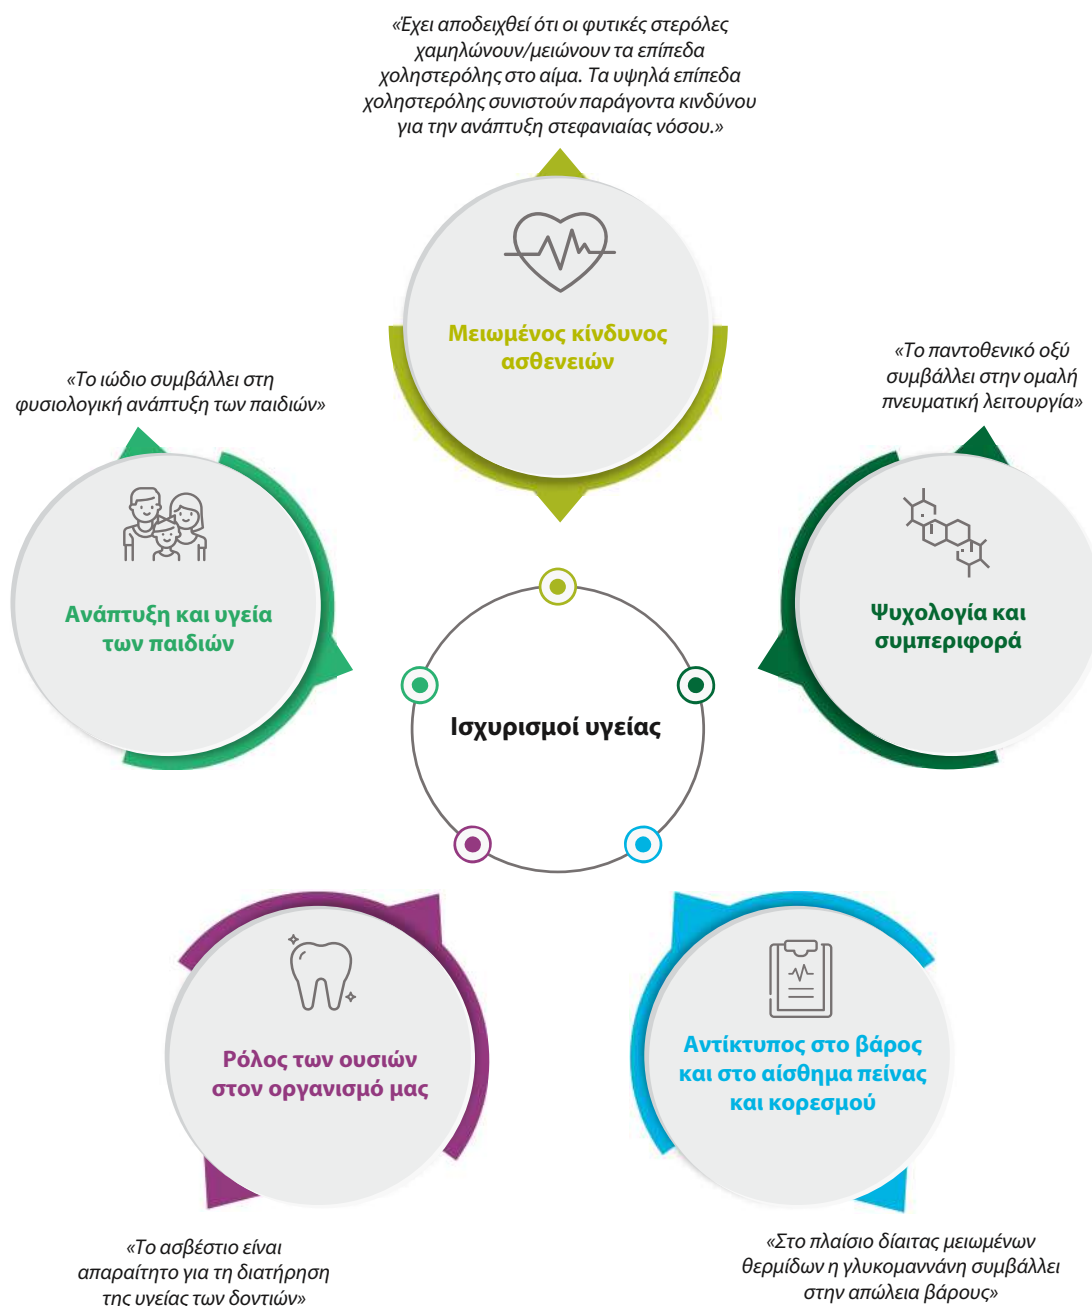 «Έχει αποδειχθεί ότι οι φυτικές στερόλες
χαμηλώνουν/μειώνουν τα επίπεδα
χοληστερόλης στο αίμα. Τα υψηλά επίπεδα
χοληστερόλης συνιστούν παράγοντα κινδύνου
για την ανάπτυξη στεφανιαίας νόσου.»
Μειωμένος κίνδυνος
ασθενειών
«Το ιώδιο συμβάλλει στη
φυσιολογική ανάπτυξη των παιδιών»
Ανάπτυξη και υγεία
των παιδιών
«Το παντοθενικό οξύ
συμβάλλει στην ομαλή
πνευματική λειτουργία»
Ψυχολογία και
συμπεριφορά
Ισχυρισμοί υγείας
Ρόλος των ουσιών
στον οργανισμό μας
«Το ασβέστιο είναι
απαραίτητο για τη διατήρηση
της υγείας των δοντιών»
Αντίκτυπος στο βάρος
και στο αίσθημα πείνας
και κορεσμού
«Στο πλαίσιο δίαιτας μειωμένων
θερμίδων η γλυκομαννάνη συμβάλλει
στην απώλεια βάρους»